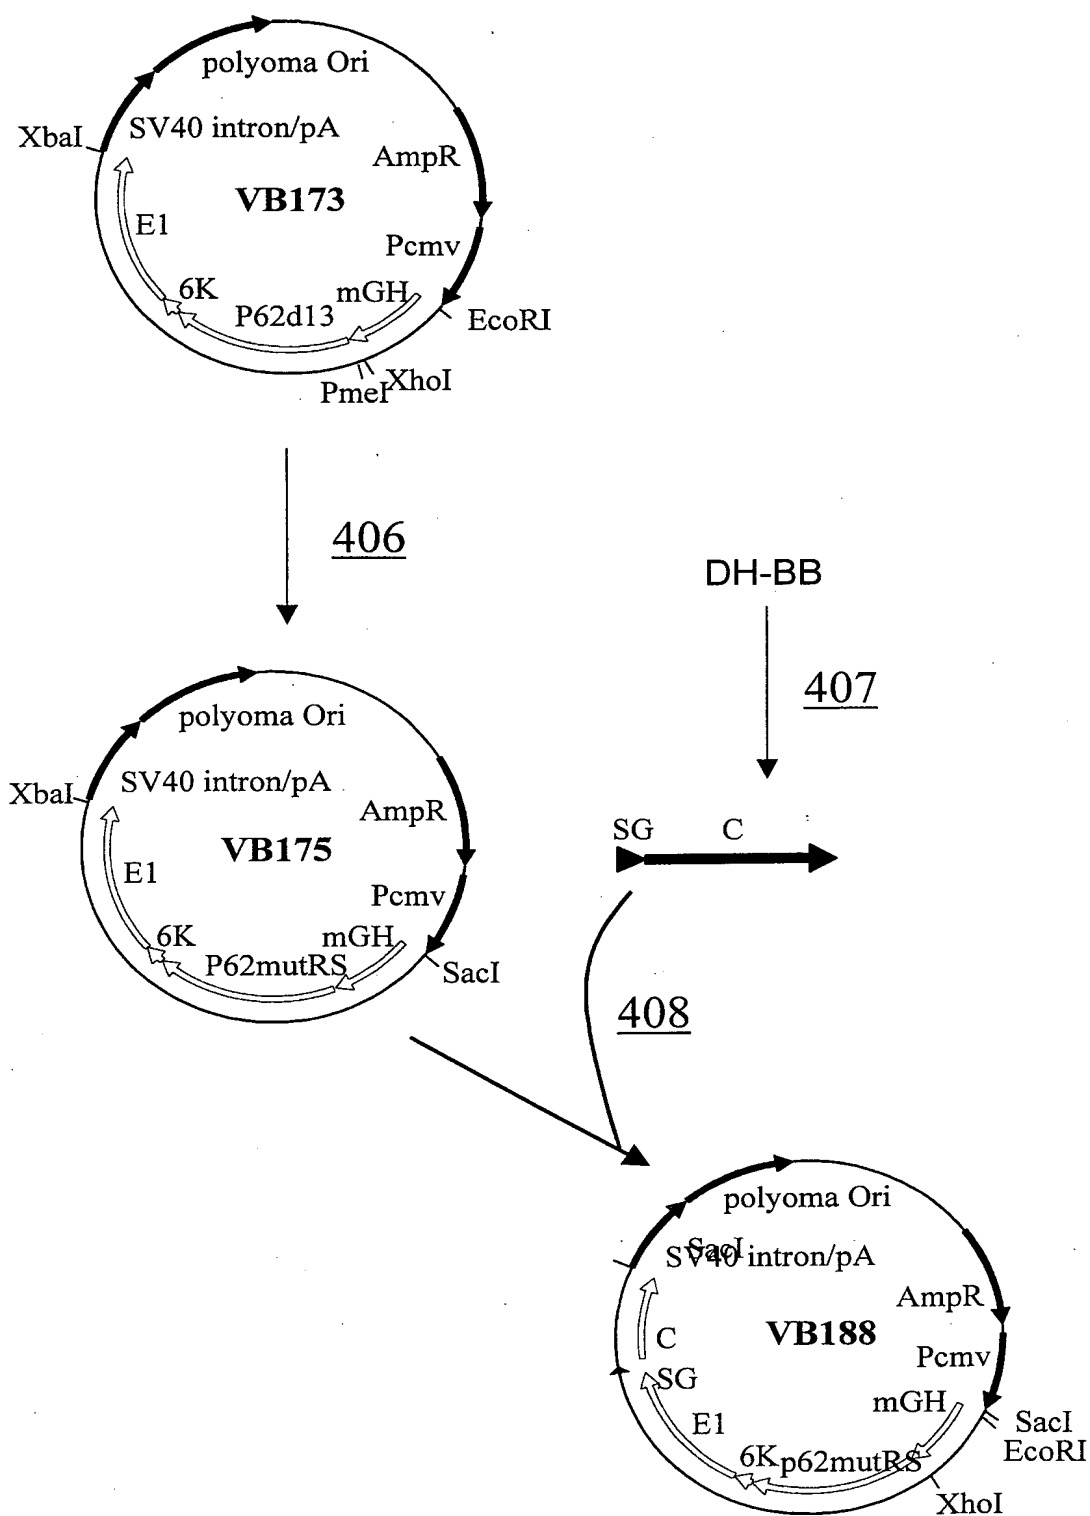 polyoma Ori
SV40 intron/pA
XbaI
AmpR
VB173
E1
Pcmv
6K
mGH
P62d13
EcoRI
XhoI
PmeI
406
DH-BB
407
polyoma Ori
SV40 intron/pA
XbaI
AmpR
SG C
VB175
E1
Pcmv
6K
mGH
P62mutRS
SacI
408
polyoma Ori
SacI
SV40 intron/pA
AmpR
VB188
C
Pcmv
SG
mGH
E1
SacI
EcoRI
6K
p62mutRS
XhoI